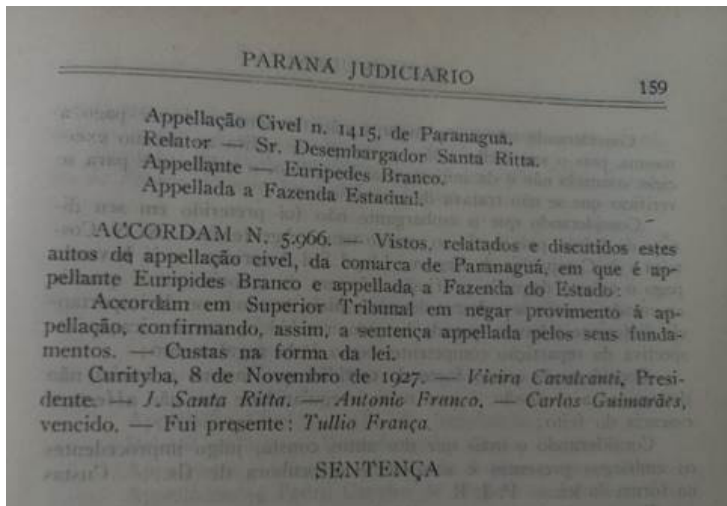 PARANÁ JUDICIARIO
159
Appellação Civel n. 1415, de Paranaguá.
Relator — Sr. Desembargador Santa Ritta.
Appellante — Euripedes Branco.
Appellada a Fazenda Estadual.
ACCORDAM N. 5.966. — Vistos, relatados e discutidos estes
autos de appellação civel, da comarca de Paranaguá, em que é ap-
pellante Euripides Branco e appellada a Fazenda do Estado:
Accordam em Superior Tribunal em negar provimento á ap-
pellação, confirmando, assim, a sentença appellada pelos seus funda-
mentos. — Custas na forma da lei.
Curityba, 8 de Novembro de 1927. — Vieira Cavalcanti, Presi-
dente. — J. Santa Ritta. — Antonio Franco. — Carlos Guimarães,
vencido. — Fui presente: Tullio França.
SENTENÇA